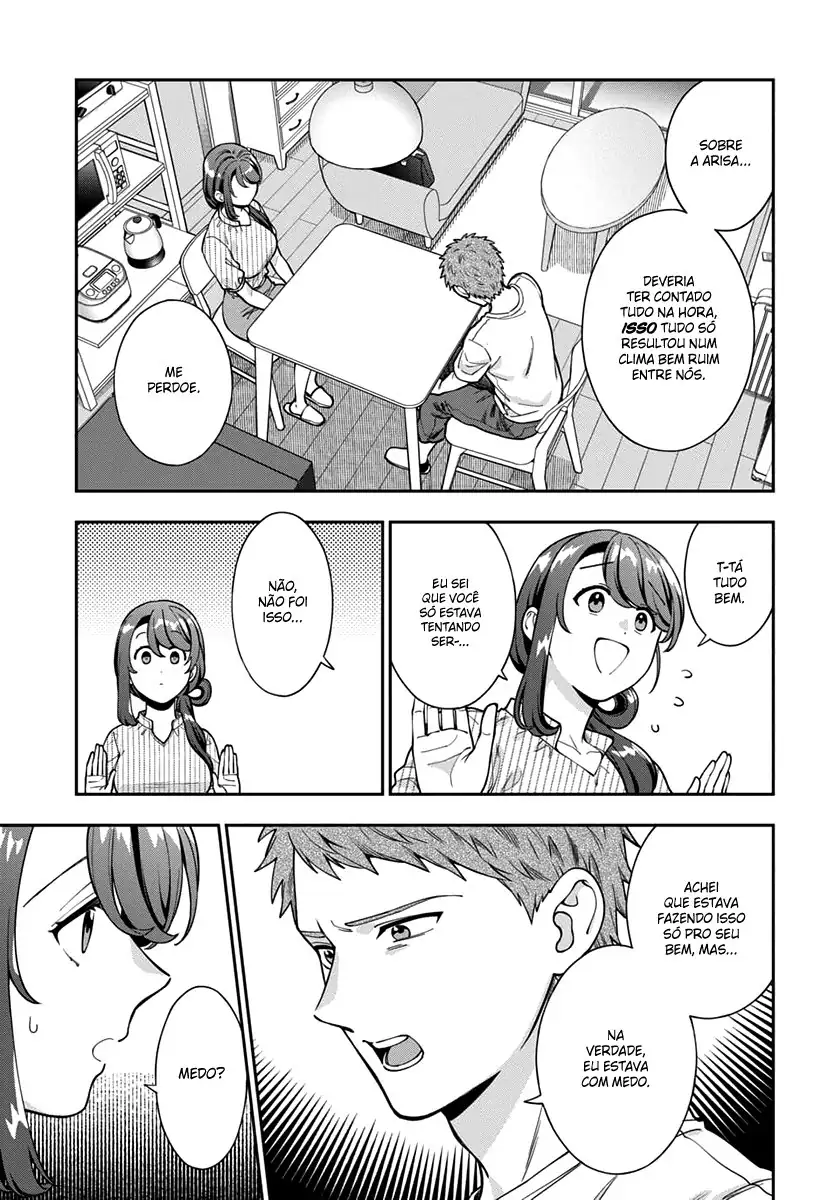 SOBRE
A ARISA...
DEVERIA
TER CONTADO
TUDO NA HORA,
ISSO TUDO SÓ
RESULTOU NUM
CLIMA BEM RUIM
ENTRE NÓS.
ME
PERDOE.
T-TÁ
TUDO
BEM.
EU SEI
QUE VOCÊ
SÓ ESTAVA
TENTANDO
SER-...
NÃO,
NÃO FOI
ISSO...
ACHEI
QUE ESTAVA
FAZENDO ISSO
SÓ PRO SEU
BEM, MAS...
NA
VERDADE,
EU ESTAVA
COM MEDO.
MEDO?